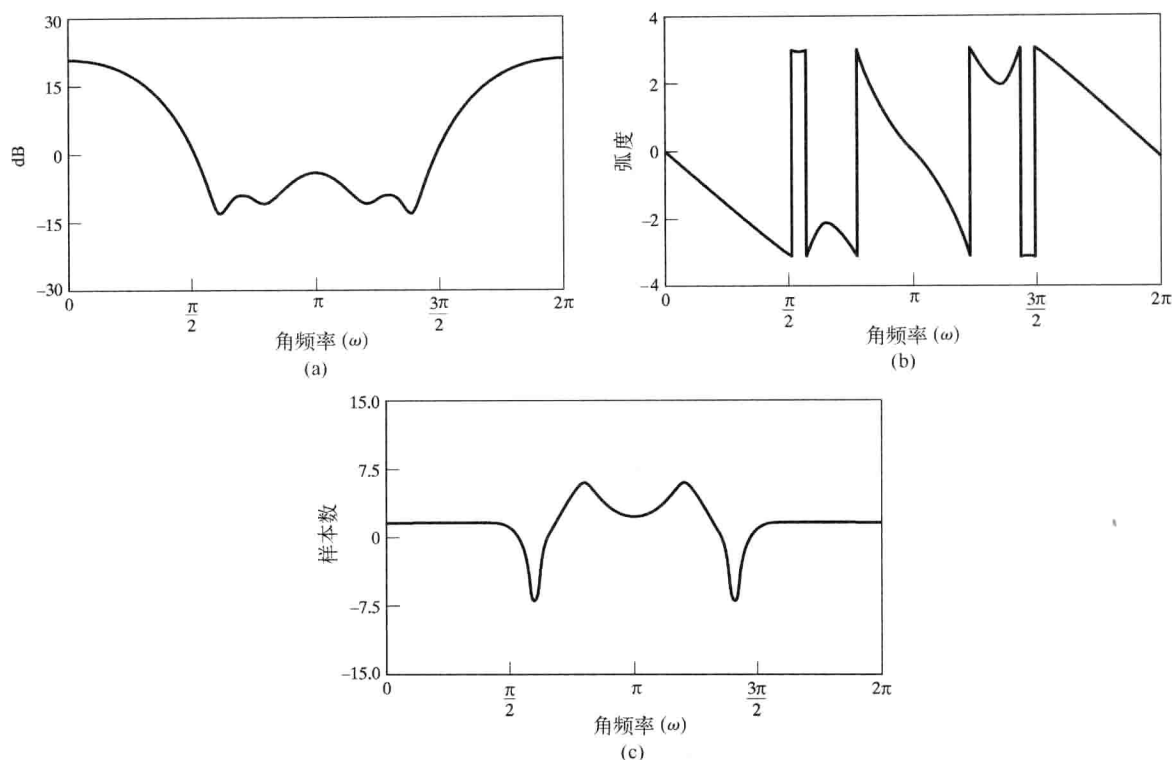 30
15
0
−15
−30
dB
0
π/2
π
3π/2
2π
角频率 (ω)
(a)
4
2
0
−2
−4
弧度
0
π/2
π
3π/2
2π
角频率 (ω)
(b)
15.0
7.5
0
−7.5
−15.0
样本数
0
π/2
π
3π/2
2π
角频率 (ω)
(c)